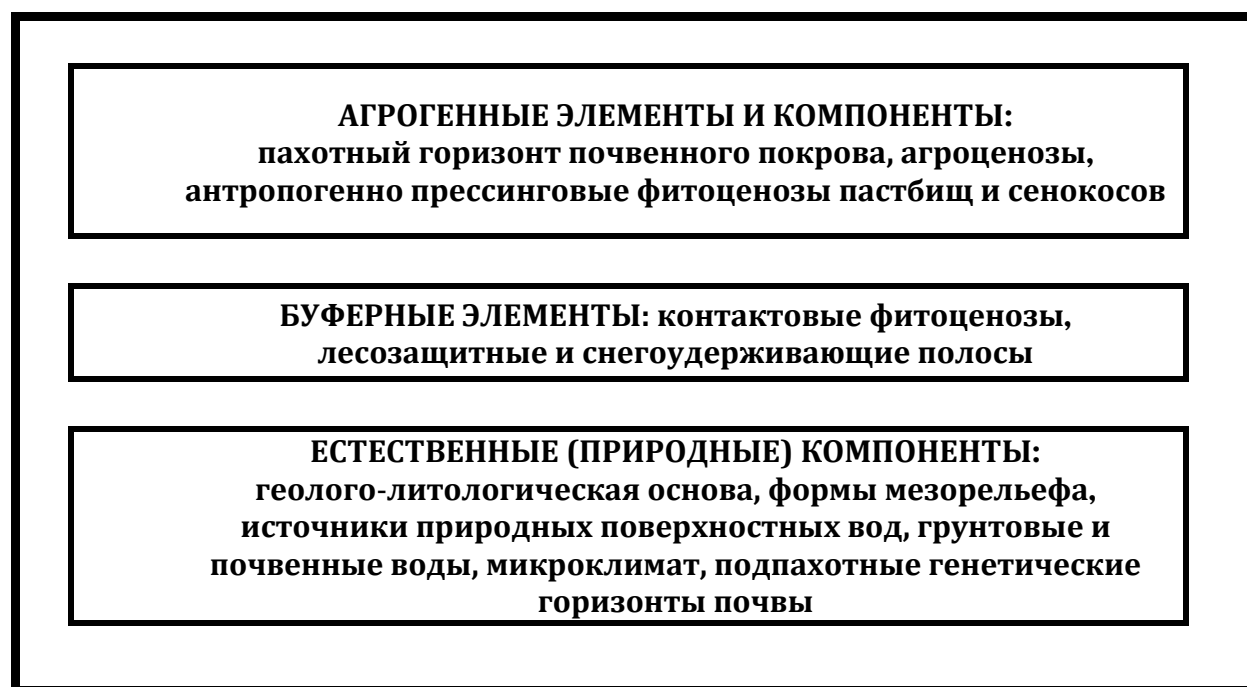 АГРОГЕННЫЕ ЭЛЕМЕНТЫ И КОМПОНЕНТЫ:
пахотный горизонт почвенного покрова, агроценозы,
антропогенно прессинговые фитоценозы пастбищ и сенокосов
БУФЕРНЫЕ ЭЛЕМЕНТЫ: контактовые фитоценозы,
лесозащитные и снегоудерживающие полосы
ЕСТЕСТВЕННЫЕ (ПРИРОДНЫЕ) КОМПОНЕНТЫ:
геолого-литологическая основа, формы мезорельефа,
источники природных поверхностных вод, грунтовые и
почвенные воды, микроклимат, подпахотные генетические
горизонты почвы